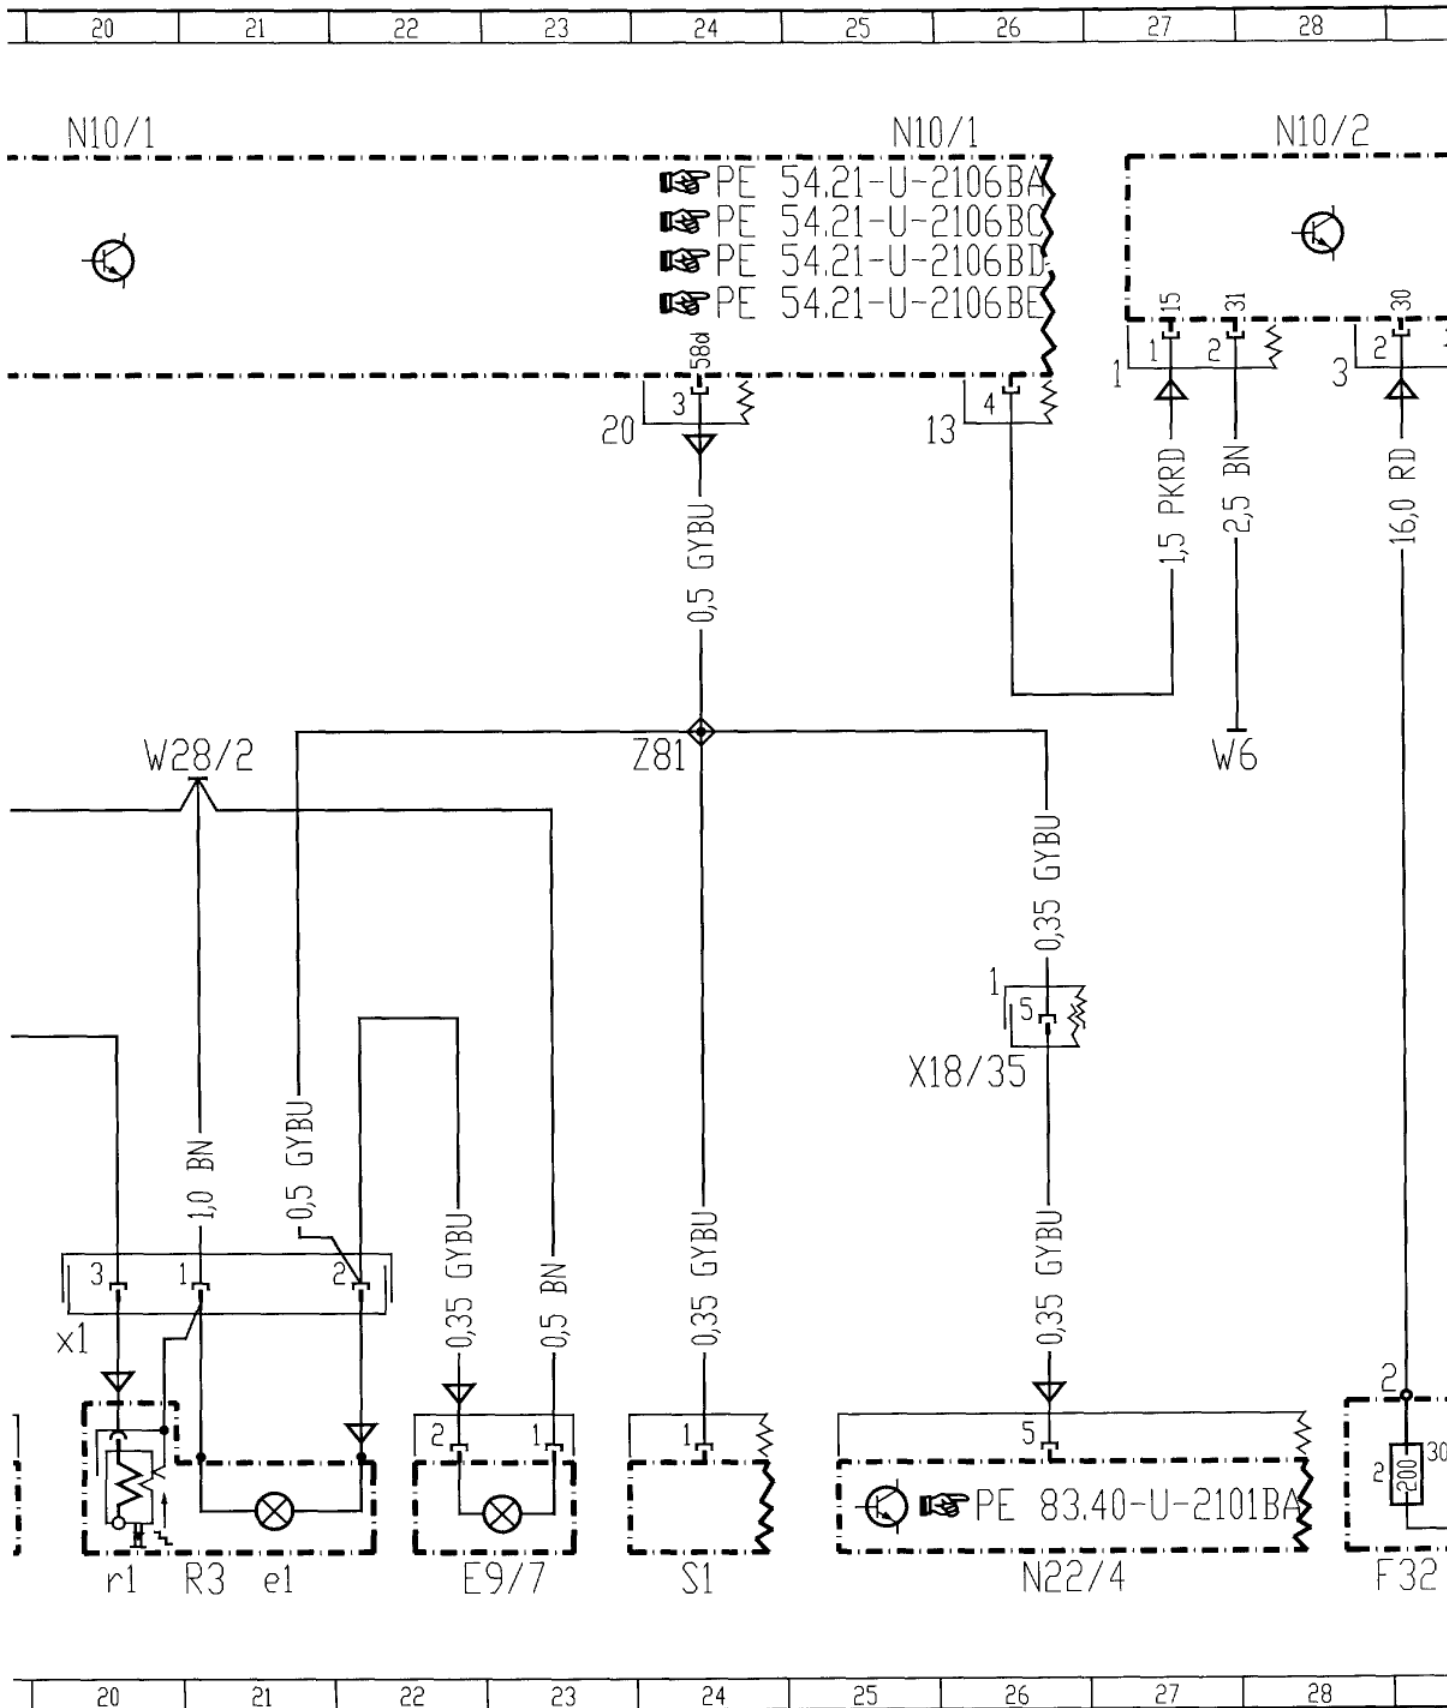 20 21 22 23 24 25 26 27 28
N10/1 N10/1 N10/2
PE 54.21-U-2106BA
PE 54.21-U-2106BC
PE 54.21-U-2106BD
PE 54.21-U-2106BE
58d 15 31 30
3 4 1 2 2
20 13 1 3
0,5 GYBU
1,5 PKRD
2,5 BN
16,0 RD
W28/2 Z81 W6
0,35 GYBU
1
5
X18/35
1,0 BN
0,5 GYBU
0,35 GYBU
0,5 BN
0,35 GYBU
0,35 GYBU
3 1 2
x1
2
2 1 1 5
2 200 30
PE 83.40-U-2101BA
r1 R3 e1 E9/7 S1 N22/4 F32
20 21 22 23 24 25 26 27 28